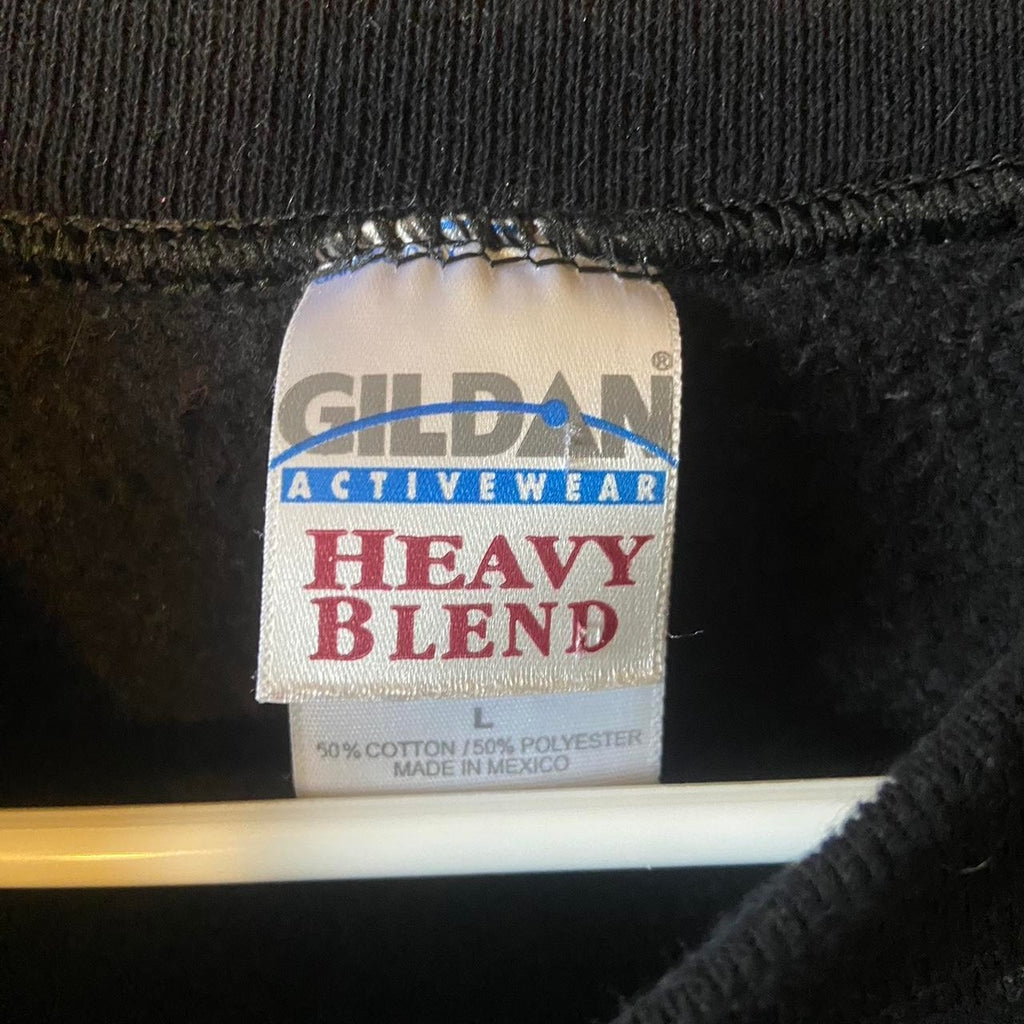 GILDAN®
ACTIVEWEAR
HEAVY
BLEND
L
50% COTTON / 50% POLYESTER
MADE IN MEXICO